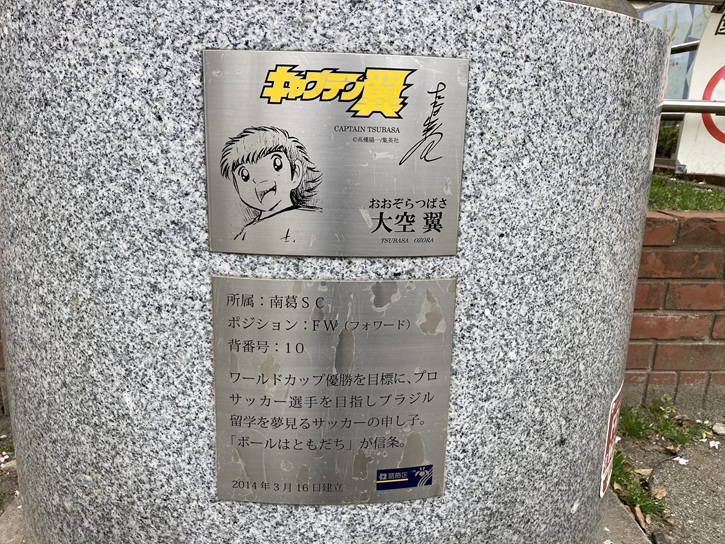 キャプテン翼
CAPTAIN TSUBASA
©高橋陽一/集英社
おおぞらつばさ
大空 翼
TSUBASA OZORA
所属：南葛ＳＣ
ポジション：ＦＷ（フォワード）
背番号：１０
ワールドカップ優勝を目標に、プロ
サッカー選手を目指しブラジル
留学を夢見るサッカーの申し子。
「ボールはともだち」が信条。
2014年3月16日建立
葛飾区